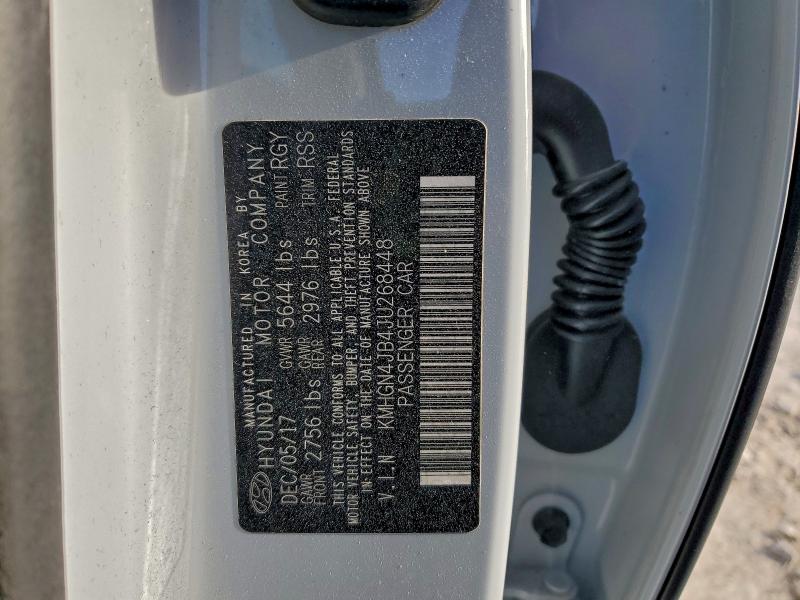 MANUFACTURED IN KOREA BY
HYUNDAI MOTOR COMPANY
DEC/05/17 GVWR 5644 lbs PAINT RGY
GAWR FRONT 2756 lbs GAWR REAR 2976 lbs TRIM RSS
THIS VEHICLE CONFORMS TO ALL APPLICABLE U.S.A. FEDERAL
MOTOR VEHICLE SAFETY, BUMPER, AND THEFT PREVENTION STANDARDS
IN EFFECT ON THE DATE OF MANUFACTURE SHOWN ABOVE
V.I.N KMHGN4JB4JU268448
PASSENGER CAR